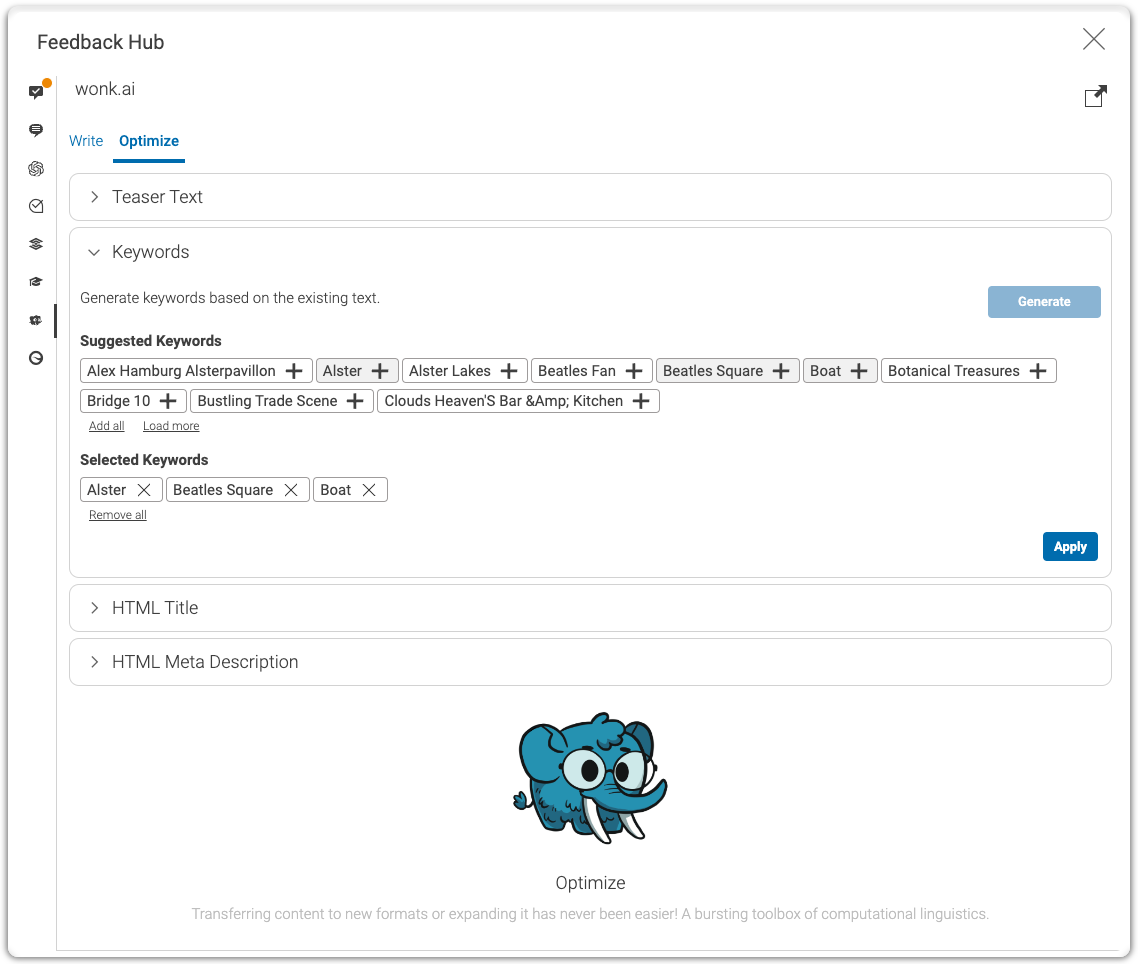 Feedback Hub
wonk.ai
Write Optimize
Teaser Text
Keywords
Generate keywords based on the existing text.
Generate
Suggested Keywords
Alex Hamburg Alsterpavillon Alster Alster Lakes Beatles Fan Beatles Square Boat Botanical Treasures
Bridge 10 Bustling Trade Scene Clouds Heaven'S Bar &Amp; Kitchen
Add all Load more
Selected Keywords
Alster Beatles Square Boat
Remove all
Apply
HTML Title
HTML Meta Description
Optimize
Transferring content to new formats or expanding it has never been easier! A bursting toolbox of computational linguistics.